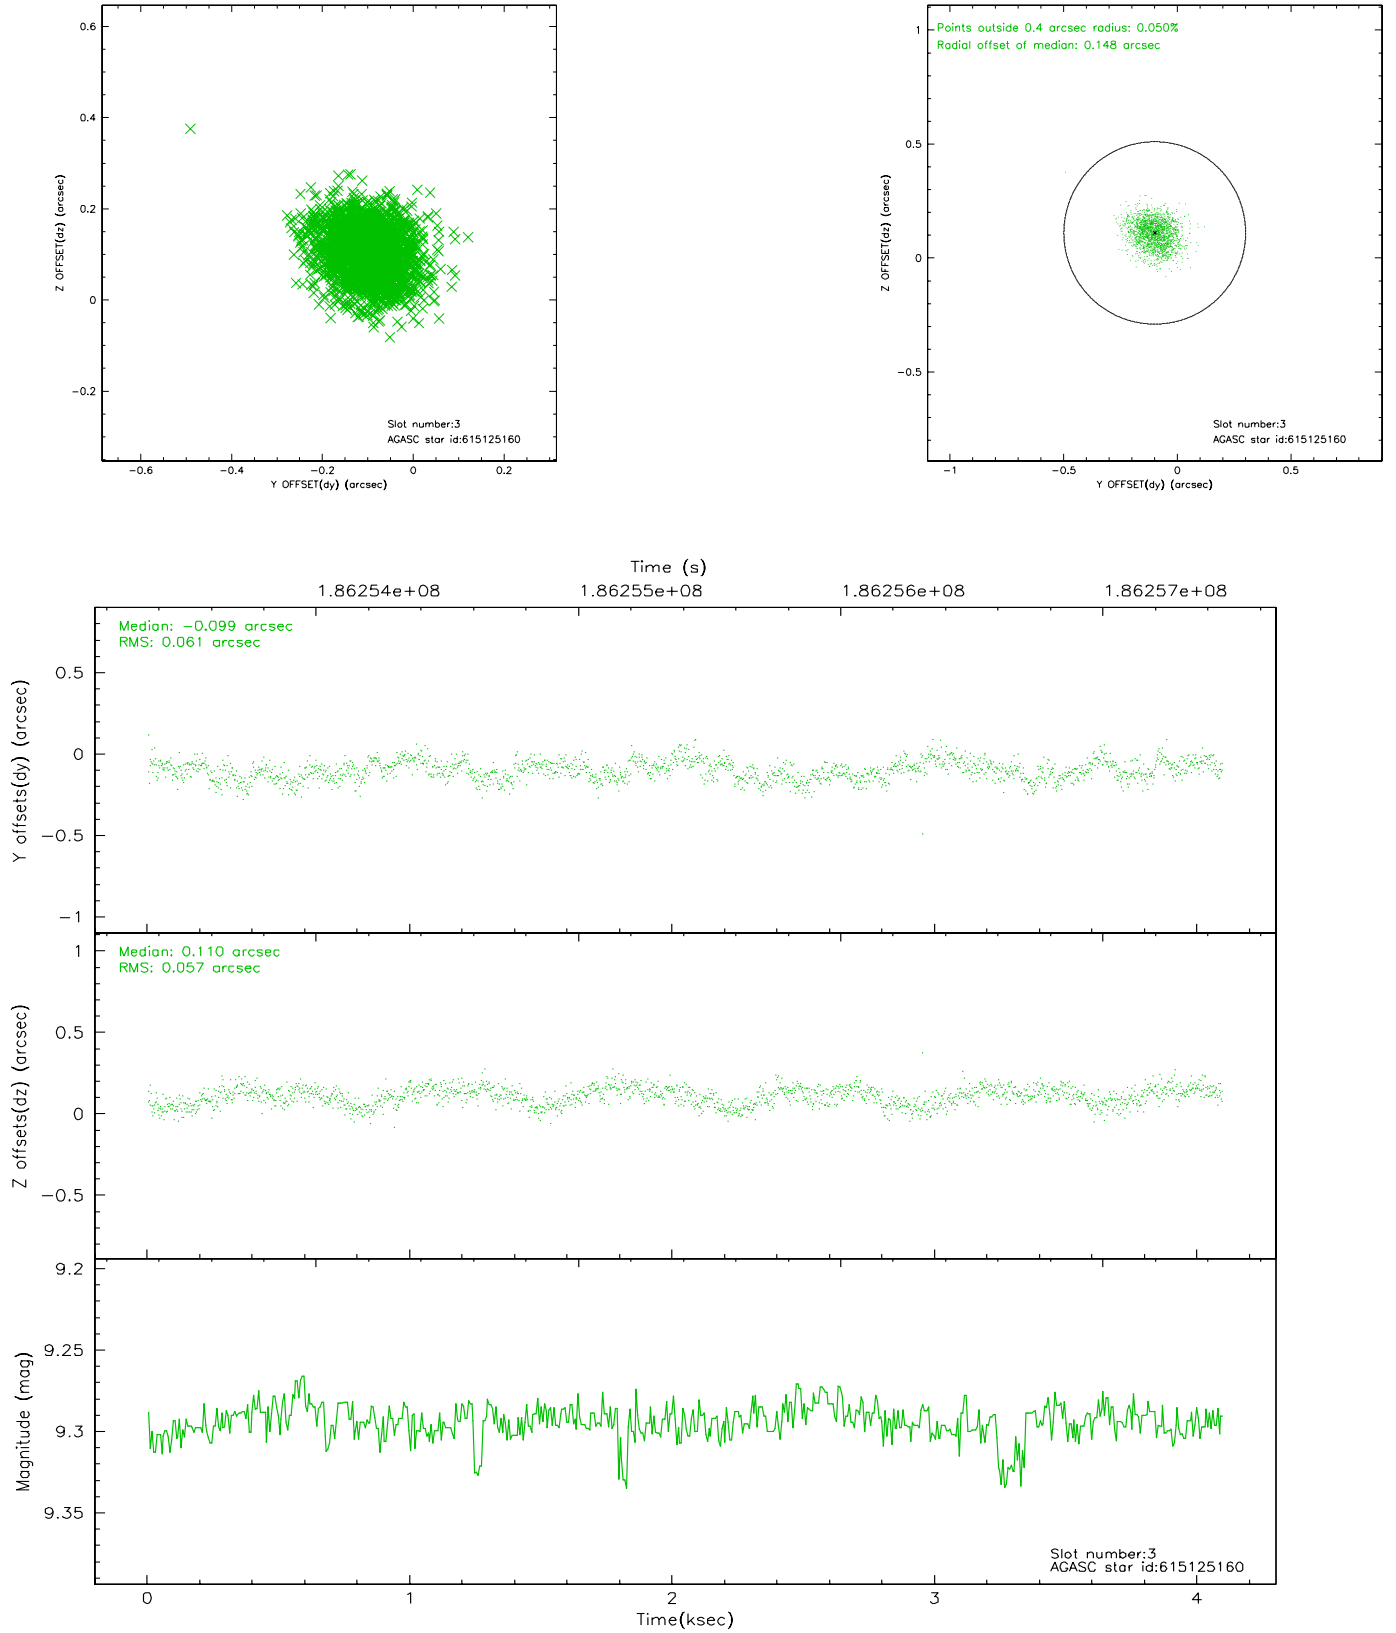 0.6
0.4
0.2
0
−0.2
Z OFFSET(dz) (arcsec)
Slot number:3
AGASC star id:615125160
−0.6 −0.4 −0.2 0 0.2
Y OFFSET(dy) (arcsec)
Points outside 0.4 arcsec radius: 0.050%
Radial offset of median: 0.148 arcsec
1
0.5
0
−0.5
Z OFFSET(dz) (arcsec)
Slot number:3
AGASC star id:615125160
−1 −0.5 0 0.5
Y OFFSET(dy) (arcsec)
Time (s)
1.86254e+08 1.86255e+08 1.86256e+08 1.86257e+08
Median: −0.099 arcsec
RMS: 0.061 arcsec
0.5
0
−0.5
−1
Y offsets(dy) (arcsec)
Median: 0.110 arcsec
RMS: 0.057 arcsec
1
0.5
0
−0.5
Z offsets(dz) (arcsec)
9.2
9.25
9.3
9.35
Magnitude (mag)
Slot number:3
AGASC star id:615125160
0 1 2 3 4
Time(ksec)